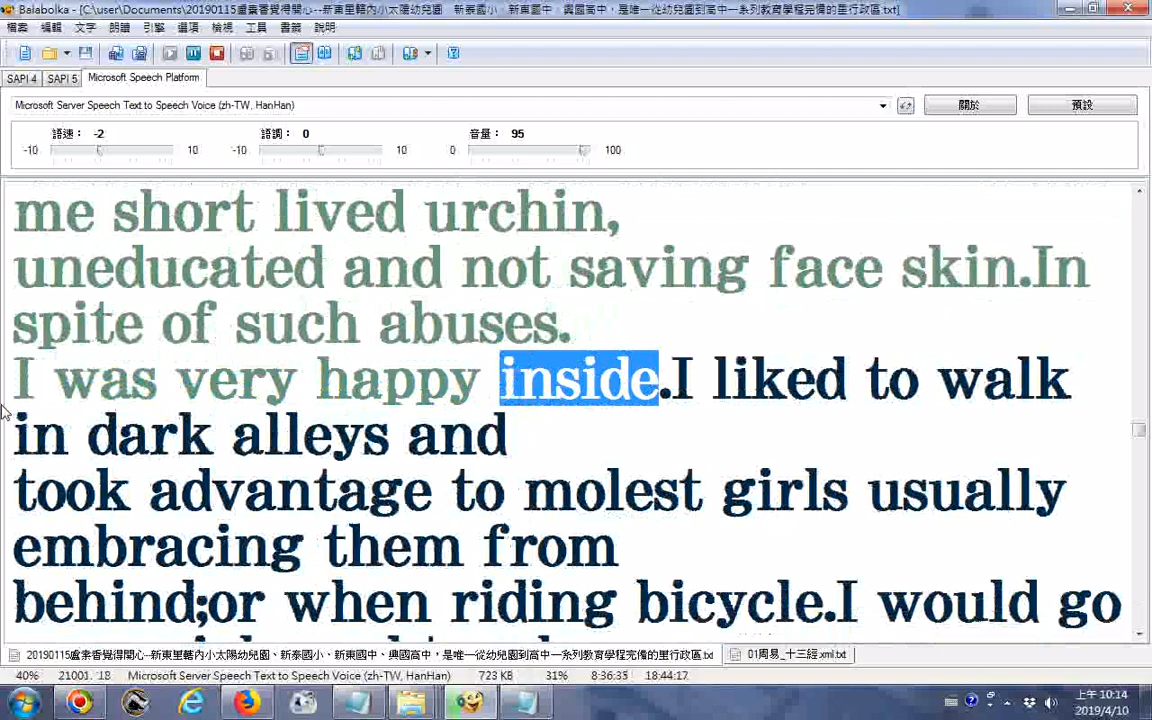 Balabolka - [C:\user\Documents\20190115盧素香覺得開心--新東里轄內小太陽幼兒園、新泰國小、新東國中、興國高中，是唯一從幼兒園到高中一系列教育學程完備的里行政區.txt]
檔案 編輯 文字 朗讀 引擎 選項 檢視 工具 書籤 說明
SAPI 4 SAPI 5 Microsoft Speech Platform
Microsoft Server Speech Text to Speech Voice (zh-TW, HanHan) 關於 預設
語速： -2 語調： 0 音量： 95
-10 10 -10 10 0 100
me short lived urchin,
uneducated and not saving face skin.In
spite of such abuses.
I was very happy inside.I liked to walk
in dark alleys and
took advantage to molest girls usually
embracing them from
behind;or when riding bicycle.I would go
20190115盧素香覺得開心--新東里轄內小太陽幼兒園、新泰國小、新東國中、興國高中，是唯一從幼兒園到高中一系列教育學程完備的里行政區.txt 01周易_十三經.xml.txt
40% 21001: '18 Microsoft Server Speech Text to Speech Voice (zh-TW, HanHan) 723 KB 31% 8:36:35 18:44:17
上午 10:14
2019/4/10